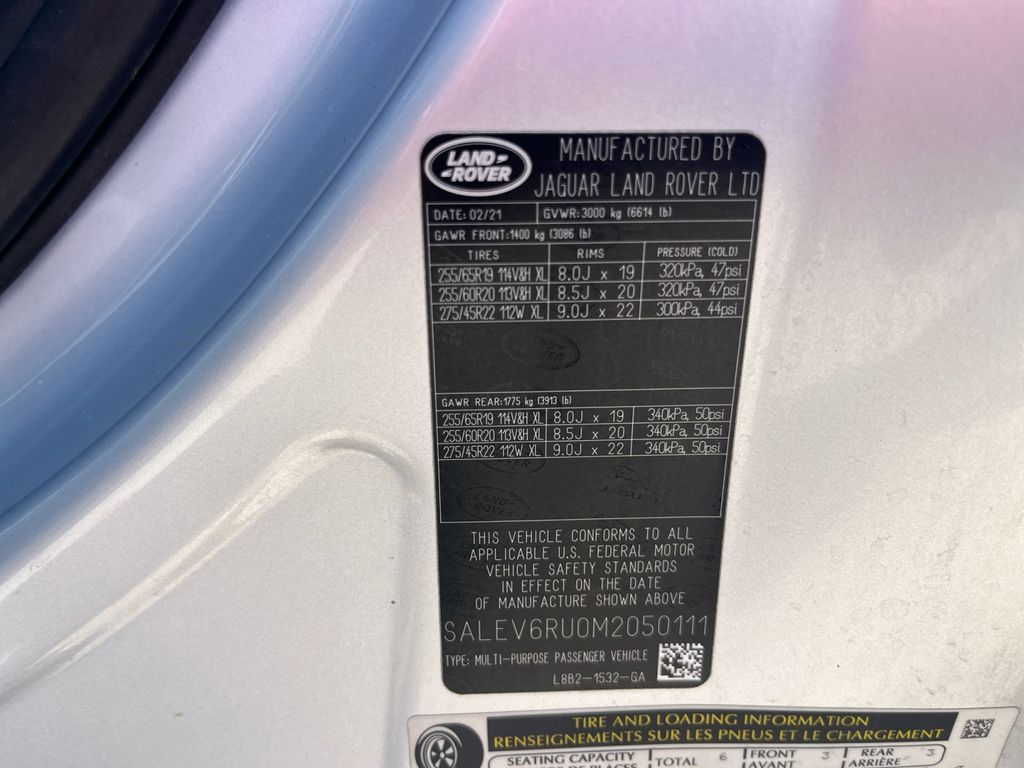 LAND-
ROVER
MANUFACTURED BY
JAGUAR LAND ROVER LTD
DATE: 02/21 GVWR: 3000 kg (6614 lb)
GAWR FRONT: 1400 kg (3086 lb)
TIRES RIMS PRESSURE (COLD)
255/65R19 114V&H XL 8.0J x 19 320kPa, 47psi
255/60R20 113V&H XL 8.5J x 20 320kPa, 47psi
275/45R22 112W XL 9.0J x 22 300kPa, 44psi
GAWR REAR: 1775 kg (3913 lb)
255/65R19 114V&H XL 8.0J x 19 340kPa, 50psi
255/60R20 113V&H XL 8.5J x 20 340kPa, 50psi
275/45R22 112W XL 9.0J x 22 340kPa, 50psi
LAND-
ROVER
JAGUAR
THIS VEHICLE CONFORMS TO ALL
APPLICABLE U.S. FEDERAL MOTOR
VEHICLE SAFETY STANDARDS
IN EFFECT ON THE DATE
OF MANUFACTURE SHOWN ABOVE
SALEV6RU0M2050111
TYPE: MULTI-PURPOSE PASSENGER VEHICLE
L8B2-1532-GA
TIRE AND LOADING INFORMATION
RENSEIGNEMENTS SUR LES PNEUS ET LE CHARGEMENT
SEATING CAPACITY TOTAL 6 FRONT 3 REAR 3
DE PLACES AVANT ARRIÈRE